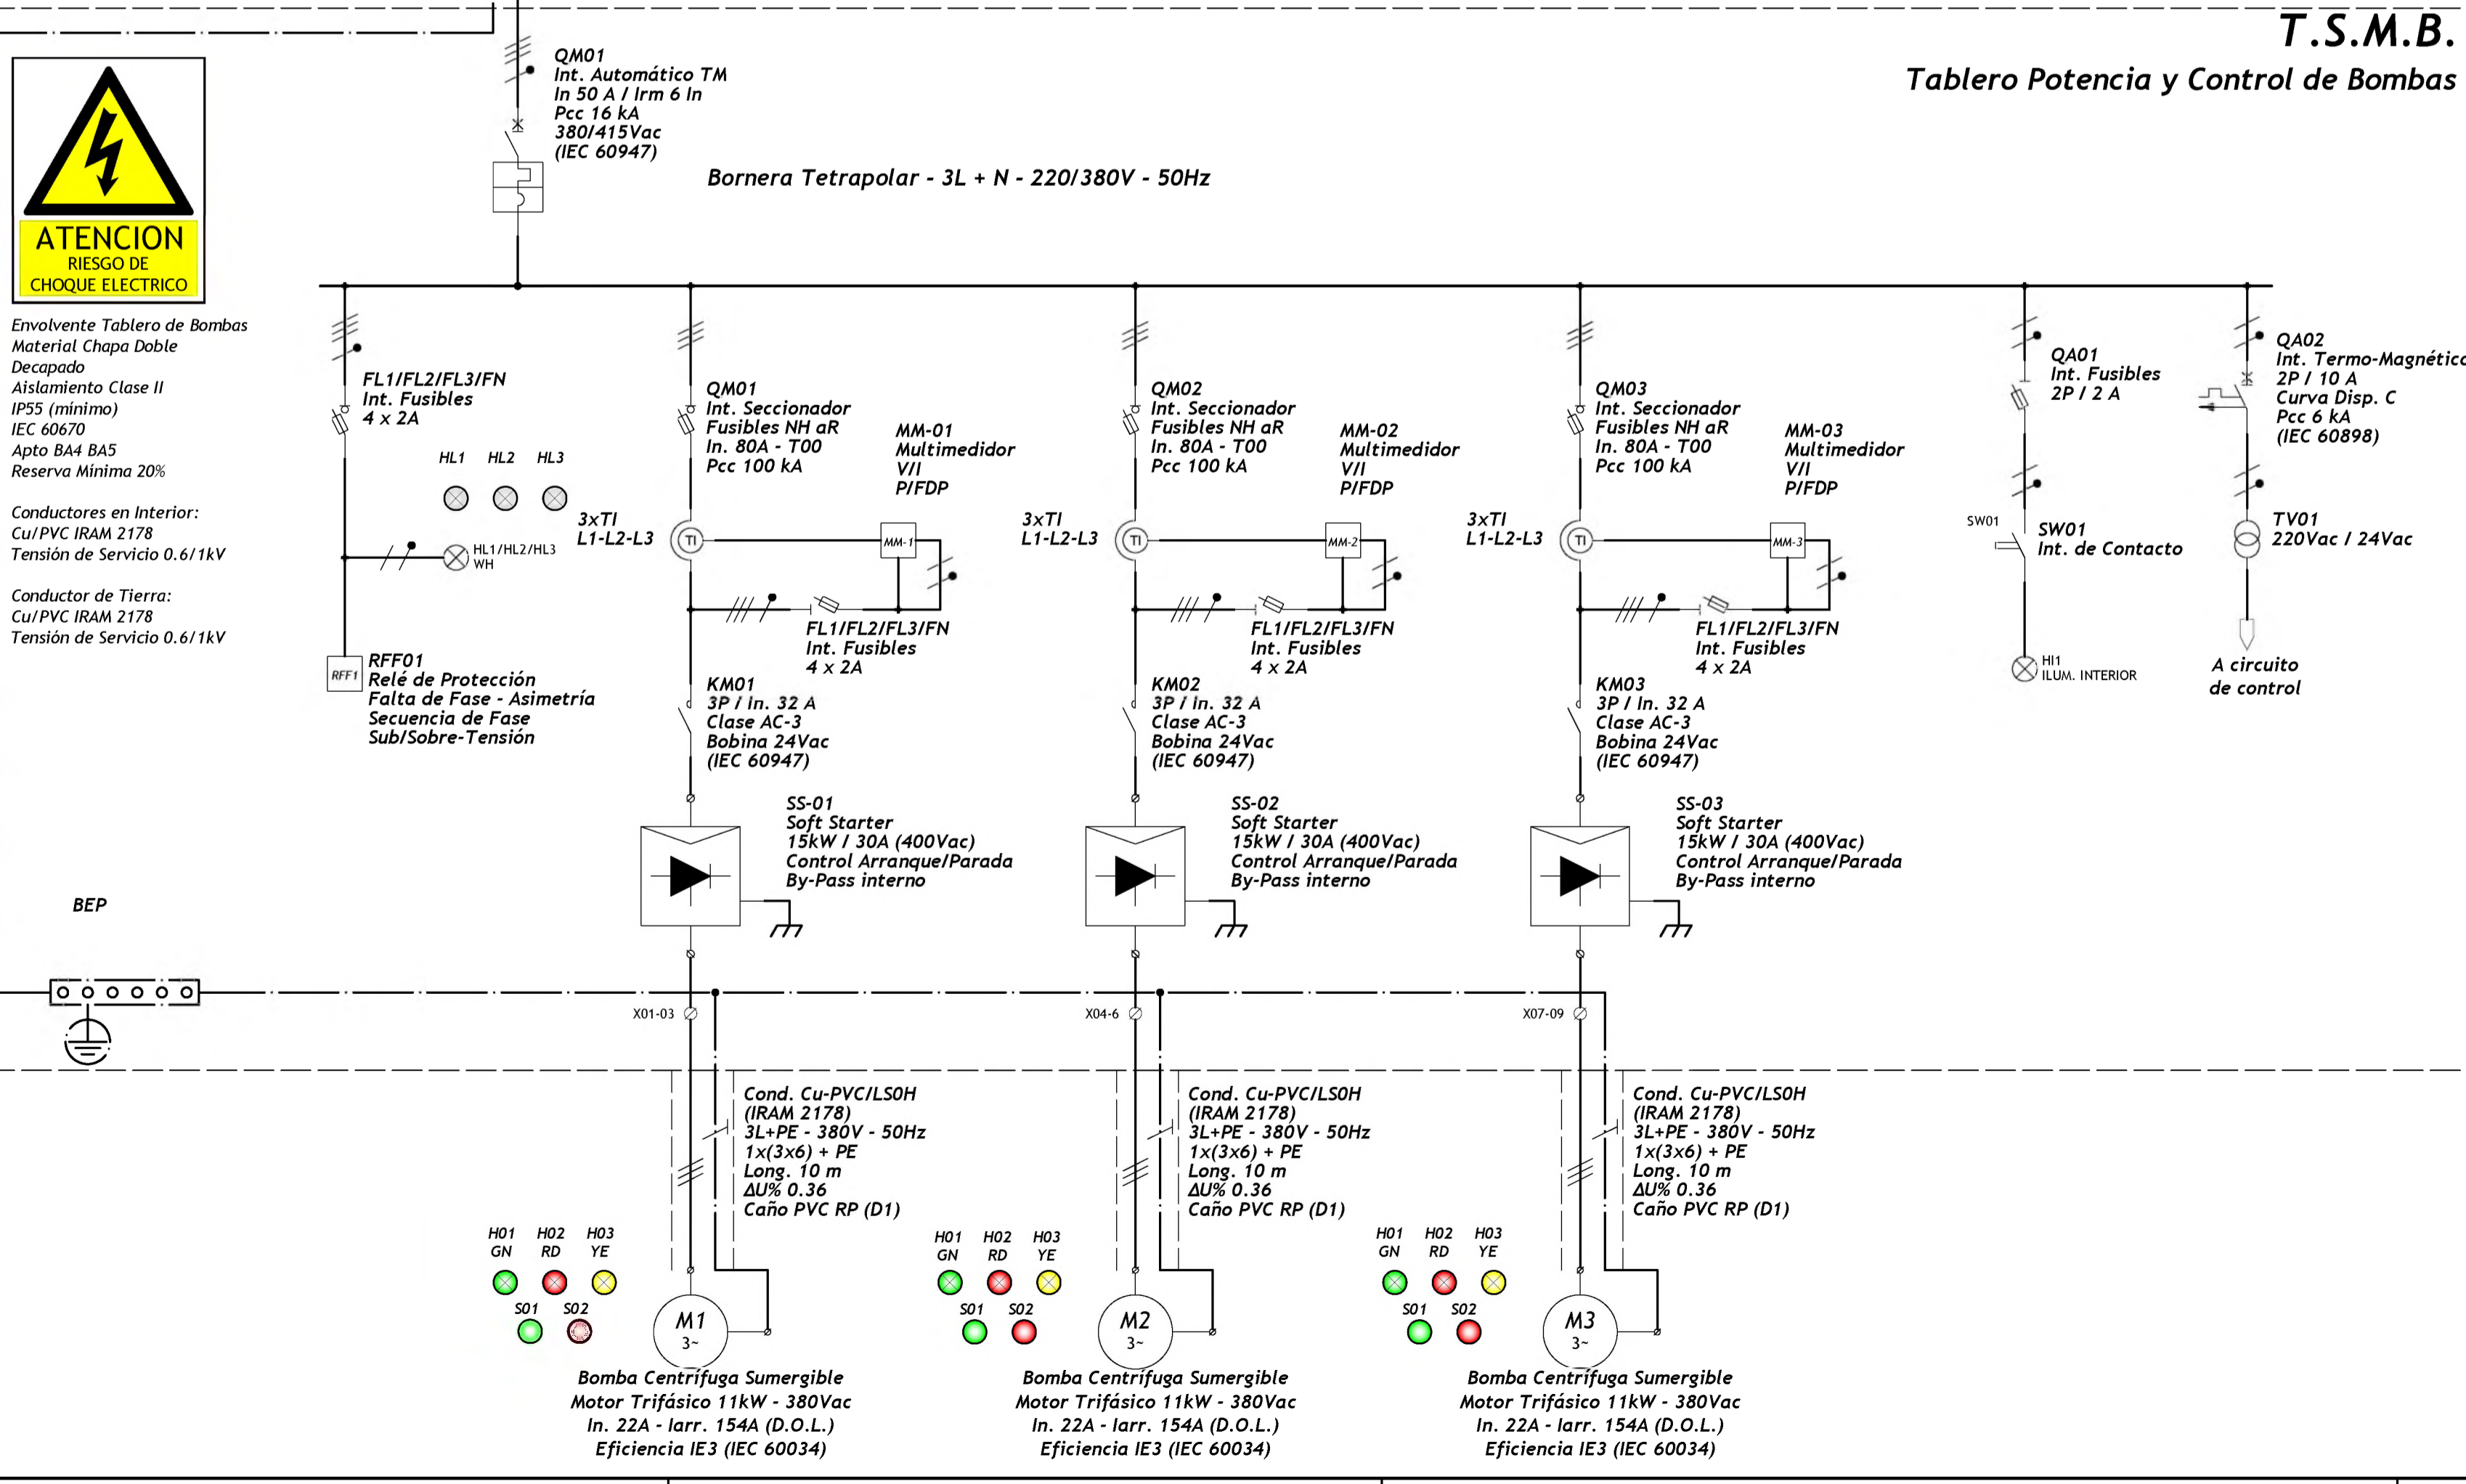 T.S.M.B.
Tablero Potencia y Control de Bombas
QM01
Int. Automático TM
In 50 A / Irm 6 In
Pcc 16 kA
380/415Vac
(IEC 60947)
Bornera Tetrapolar - 3L + N - 220/380V - 50Hz
ATENCION
RIESGO DE
CHOQUE ELECTRICO
Envolvente Tablero de Bombas
Material Chapa Doble
Decapado
Aislamiento Clase II
IP55 (mínimo)
IEC 60670
Apto BA4 BA5
Reserva Mínima 20%
Conductores en Interior:
Cu/PVC IRAM 2178
Tensión de Servicio 0.6/1kV
Conductor de Tierra:
Cu/PVC IRAM 2178
Tensión de Servicio 0.6/1kV
FL1/FL2/FL3/FN
Int. Fusibles
4 x 2A
HL1 HL2 HL3
HL1/HL2/HL3
WH
RFF1
RFF01
Relé de Protección
Falta de Fase - Asimetría
Secuencia de Fase
Sub/Sobre-Tensión
QM01
Int. Seccionador
Fusibles NH aR
In. 80A - T00
Pcc 100 kA
MM-01
Multimedidor
V/I
P/FDP
3xTI
L1-L2-L3
TI
MM-1
FL1/FL2/FL3/FN
Int. Fusibles
4 x 2A
KM01
3P / In. 32 A
Clase AC-3
Bobina 24Vac
(IEC 60947)
SS-01
Soft Starter
15kW / 30A (400Vac)
Control Arranque/Parada
By-Pass interno
QM02
Int. Seccionador
Fusibles NH aR
In. 80A - T00
Pcc 100 kA
MM-02
Multimedidor
V/I
P/FDP
3xTI
L1-L2-L3
TI
MM-2
FL1/FL2/FL3/FN
Int. Fusibles
4 x 2A
KM02
3P / In. 32 A
Clase AC-3
Bobina 24Vac
(IEC 60947)
SS-02
Soft Starter
15kW / 30A (400Vac)
Control Arranque/Parada
By-Pass interno
QM03
Int. Seccionador
Fusibles NH aR
In. 80A - T00
Pcc 100 kA
MM-03
Multimedidor
V/I
P/FDP
3xTI
L1-L2-L3
TI
MM-3
FL1/FL2/FL3/FN
Int. Fusibles
4 x 2A
KM03
3P / In. 32 A
Clase AC-3
Bobina 24Vac
(IEC 60947)
SS-03
Soft Starter
15kW / 30A (400Vac)
Control Arranque/Parada
By-Pass interno
QA01
Int. Fusibles
2P / 2 A
SW01
SW01
Int. de Contacto
HI1
ILUM. INTERIOR
QA02
Int. Termo-Magnético
2P / 10 A
Curva Disp. C
Pcc 6 kA
(IEC 60898)
TV01
220Vac / 24Vac
A circuito
de control
BEP
X01-03
X04-6
X07-09
Cond. Cu-PVC/LS0H
(IRAM 2178)
3L+PE - 380V - 50Hz
1x(3x6) + PE
Long. 10 m
ΔU% 0.36
Caño PVC RP (D1)
H01 H02 H03
GN RD YE
S01 S02
M1
3~
Bomba Centrífuga Sumergible
Motor Trifásico 11kW - 380Vac
In. 22A - Iarr. 154A (D.O.L.)
Eficiencia IE3 (IEC 60034)
Cond. Cu-PVC/LS0H
(IRAM 2178)
3L+PE - 380V - 50Hz
1x(3x6) + PE
Long. 10 m
ΔU% 0.36
Caño PVC RP (D1)
H01 H02 H03
GN RD YE
S01 S02
M2
3~
Bomba Centrífuga Sumergible
Motor Trifásico 11kW - 380Vac
In. 22A - Iarr. 154A (D.O.L.)
Eficiencia IE3 (IEC 60034)
Cond. Cu-PVC/LS0H
(IRAM 2178)
3L+PE - 380V - 50Hz
1x(3x6) + PE
Long. 10 m
ΔU% 0.36
Caño PVC RP (D1)
H01 H02 H03
GN RD YE
S01 S02
M3
3~
Bomba Centrífuga Sumergible
Motor Trifásico 11kW - 380Vac
In. 22A - Iarr. 154A (D.O.L.)
Eficiencia IE3 (IEC 60034)